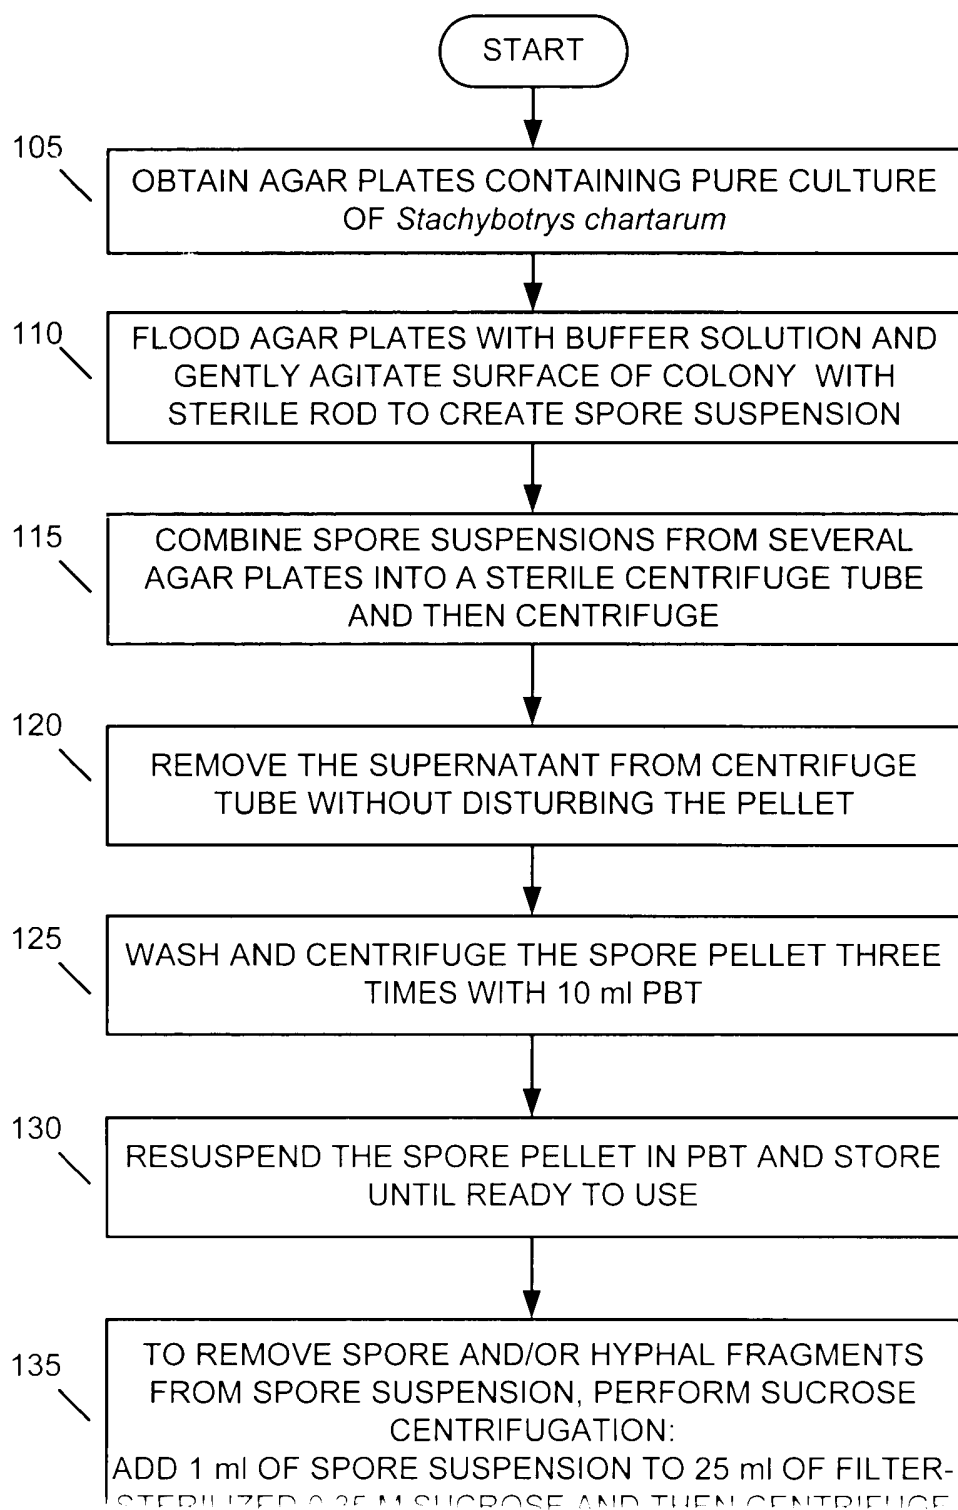 START
105
OBTAIN AGAR PLATES CONTAINING PURE CULTURE
OF Stachybotrys chartarum
110
FLOOD AGAR PLATES WITH BUFFER SOLUTION AND
GENTLY AGITATE SURFACE OF COLONY WITH
STERILE ROD TO CREATE SPORE SUSPENSION
115
COMBINE SPORE SUSPENSIONS FROM SEVERAL
AGAR PLATES INTO A STERILE CENTRIFUGE TUBE
AND THEN CENTRIFUGE
120
REMOVE THE SUPERNATANT FROM CENTRIFUGE
TUBE WITHOUT DISTURBING THE PELLET
125
WASH AND CENTRIFUGE THE SPORE PELLET THREE
TIMES WITH 10 ml PBT
130
RESUSPEND THE SPORE PELLET IN PBT AND STORE
UNTIL READY TO USE
135
TO REMOVE SPORE AND/OR HYPHAL FRAGMENTS
FROM SPORE SUSPENSION, PERFORM SUCROSE
CENTRIFUGATION:
ADD 1 ml OF SPORE SUSPENSION TO 25 ml OF FILTER-
STERILIZED M SUCROSE AND THEN CENTRIFUGE